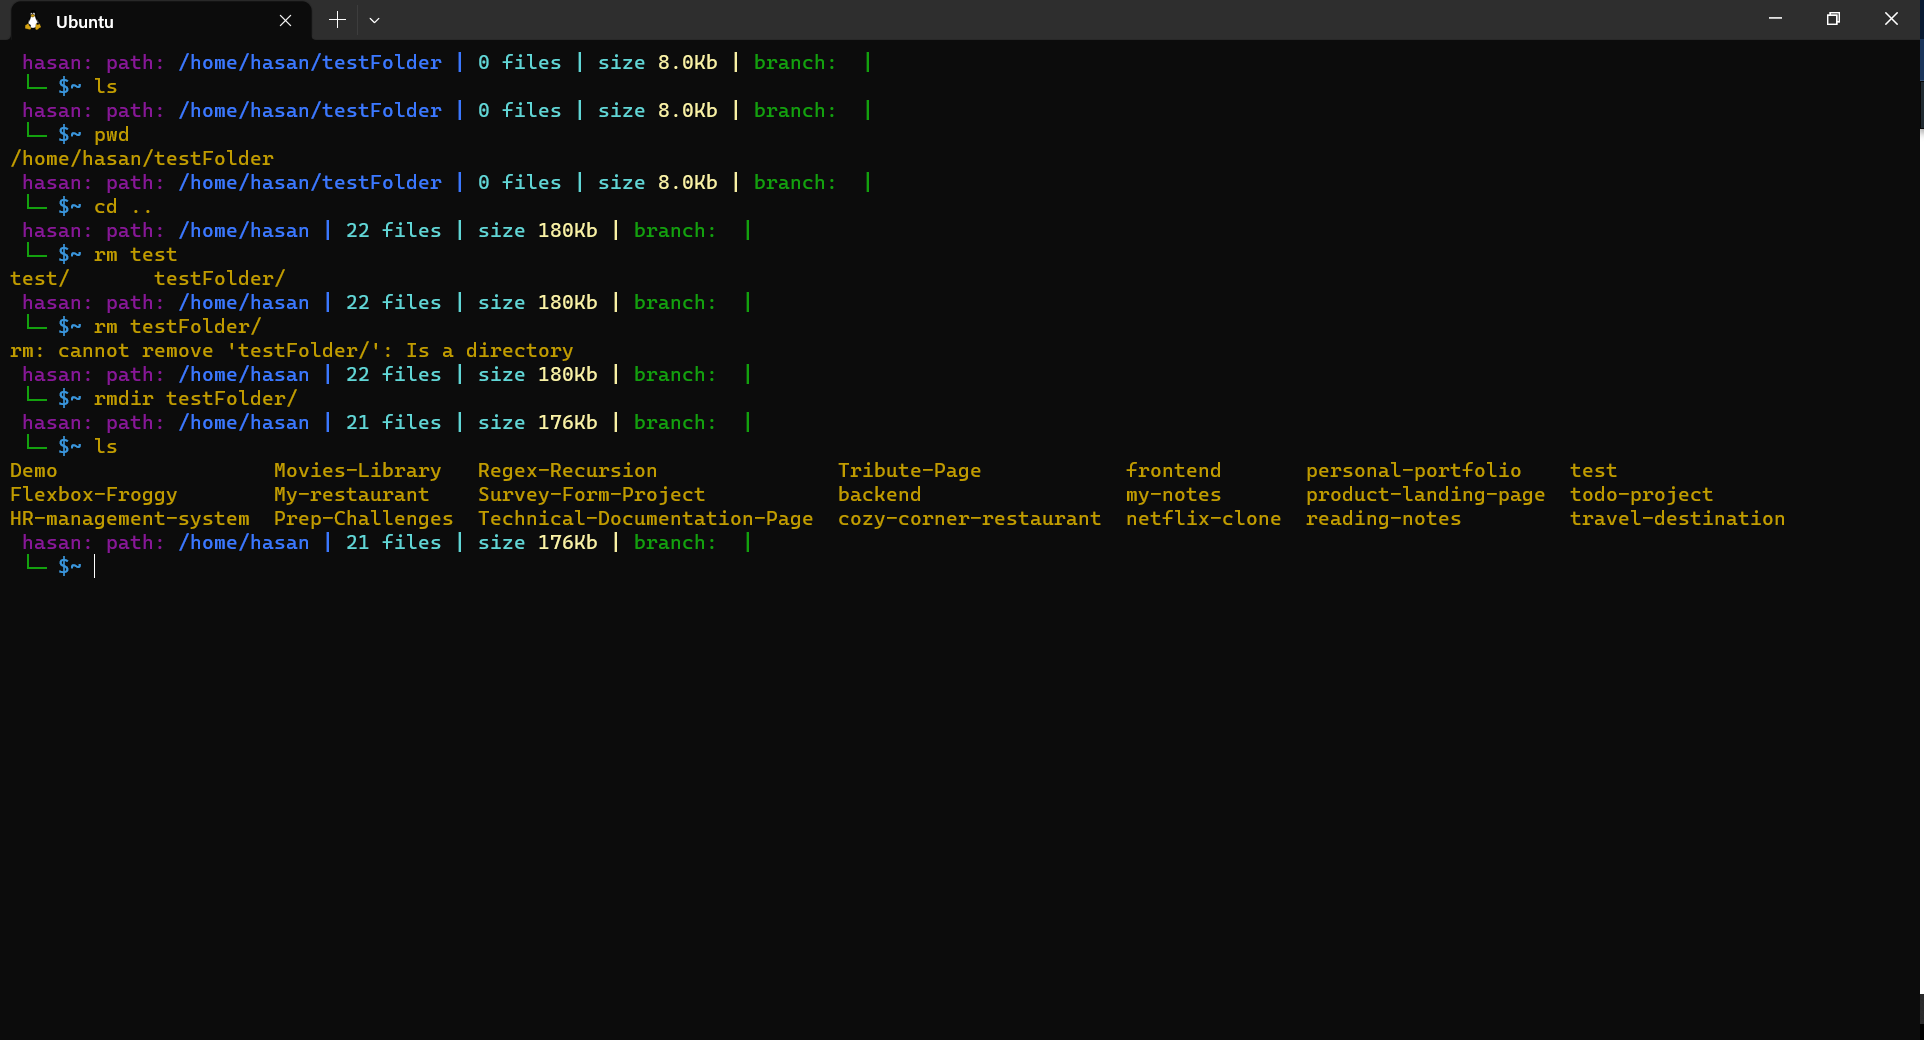 Ubuntu
hasan: path: /home/hasan/testFolder | 0 files | size 8.0Kb | branch:  |
└─ $~ ls
hasan: path: /home/hasan/testFolder | 0 files | size 8.0Kb | branch:  |
└─ $~ pwd
/home/hasan/testFolder
hasan: path: /home/hasan/testFolder | 0 files | size 8.0Kb | branch:  |
└─ $~ cd ..
hasan: path: /home/hasan | 22 files | size 180Kb | branch:  |
└─ $~ rm test
test/       testFolder/
hasan: path: /home/hasan | 22 files | size 180Kb | branch:  |
└─ $~ rm testFolder/
rm: cannot remove 'testFolder/': Is a directory
hasan: path: /home/hasan | 22 files | size 180Kb | branch:  |
└─ $~ rmdir testFolder/
hasan: path: /home/hasan | 21 files | size 176Kb | branch:  |
└─ $~ ls
Demo                  Movies-Library   Regex-Recursion               Tribute-Page            frontend       personal-portfolio    test
Flexbox-Froggy        My-restaurant    Survey-Form-Project           backend                 my-notes       product-landing-page  todo-project
HR-management-system  Prep-Challenges  Technical-Documentation-Page  cozy-corner-restaurant  netflix-clone  reading-notes         travel-destination
hasan: path: /home/hasan | 21 files | size 176Kb | branch:  |
└─ $~